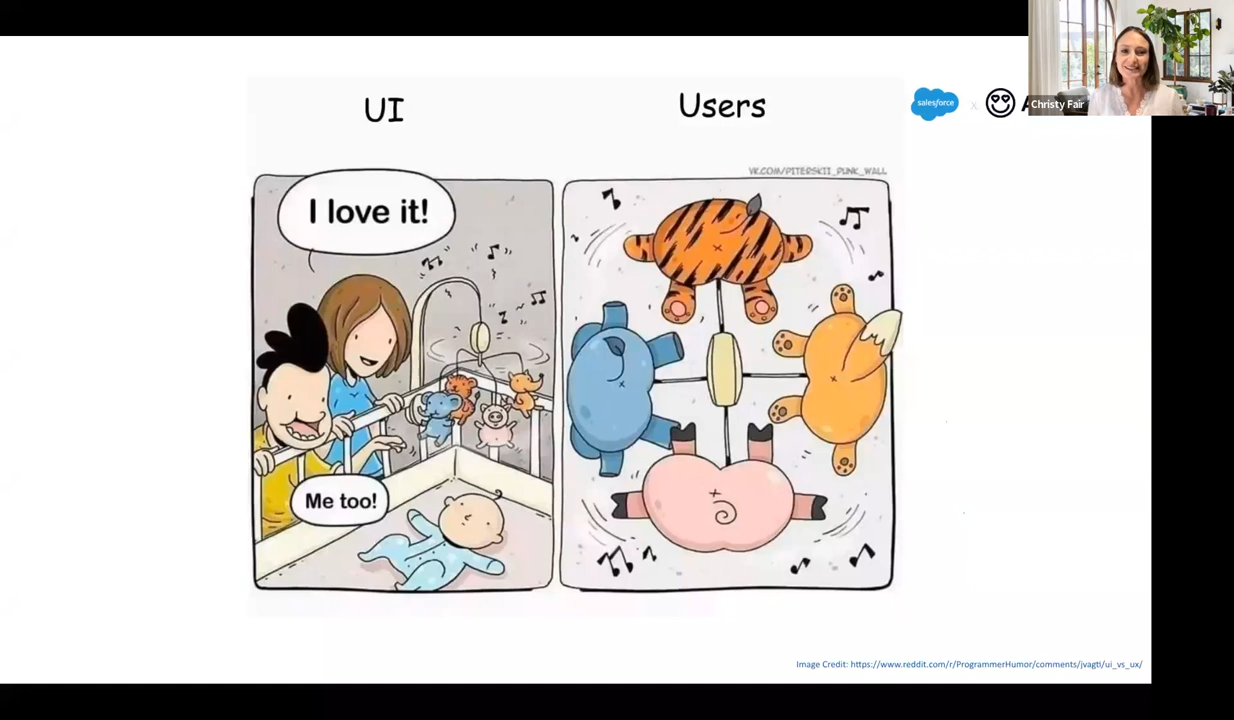 UI
Users
salesforce
x
Christy Fair
VK.COM/PITERSKII_PUNK_WALL
I love it!
Me too!
Image Credit: https://www.reddit.com/r/ProgrammerHumor/comments/jvagti/ui_vs_ux/